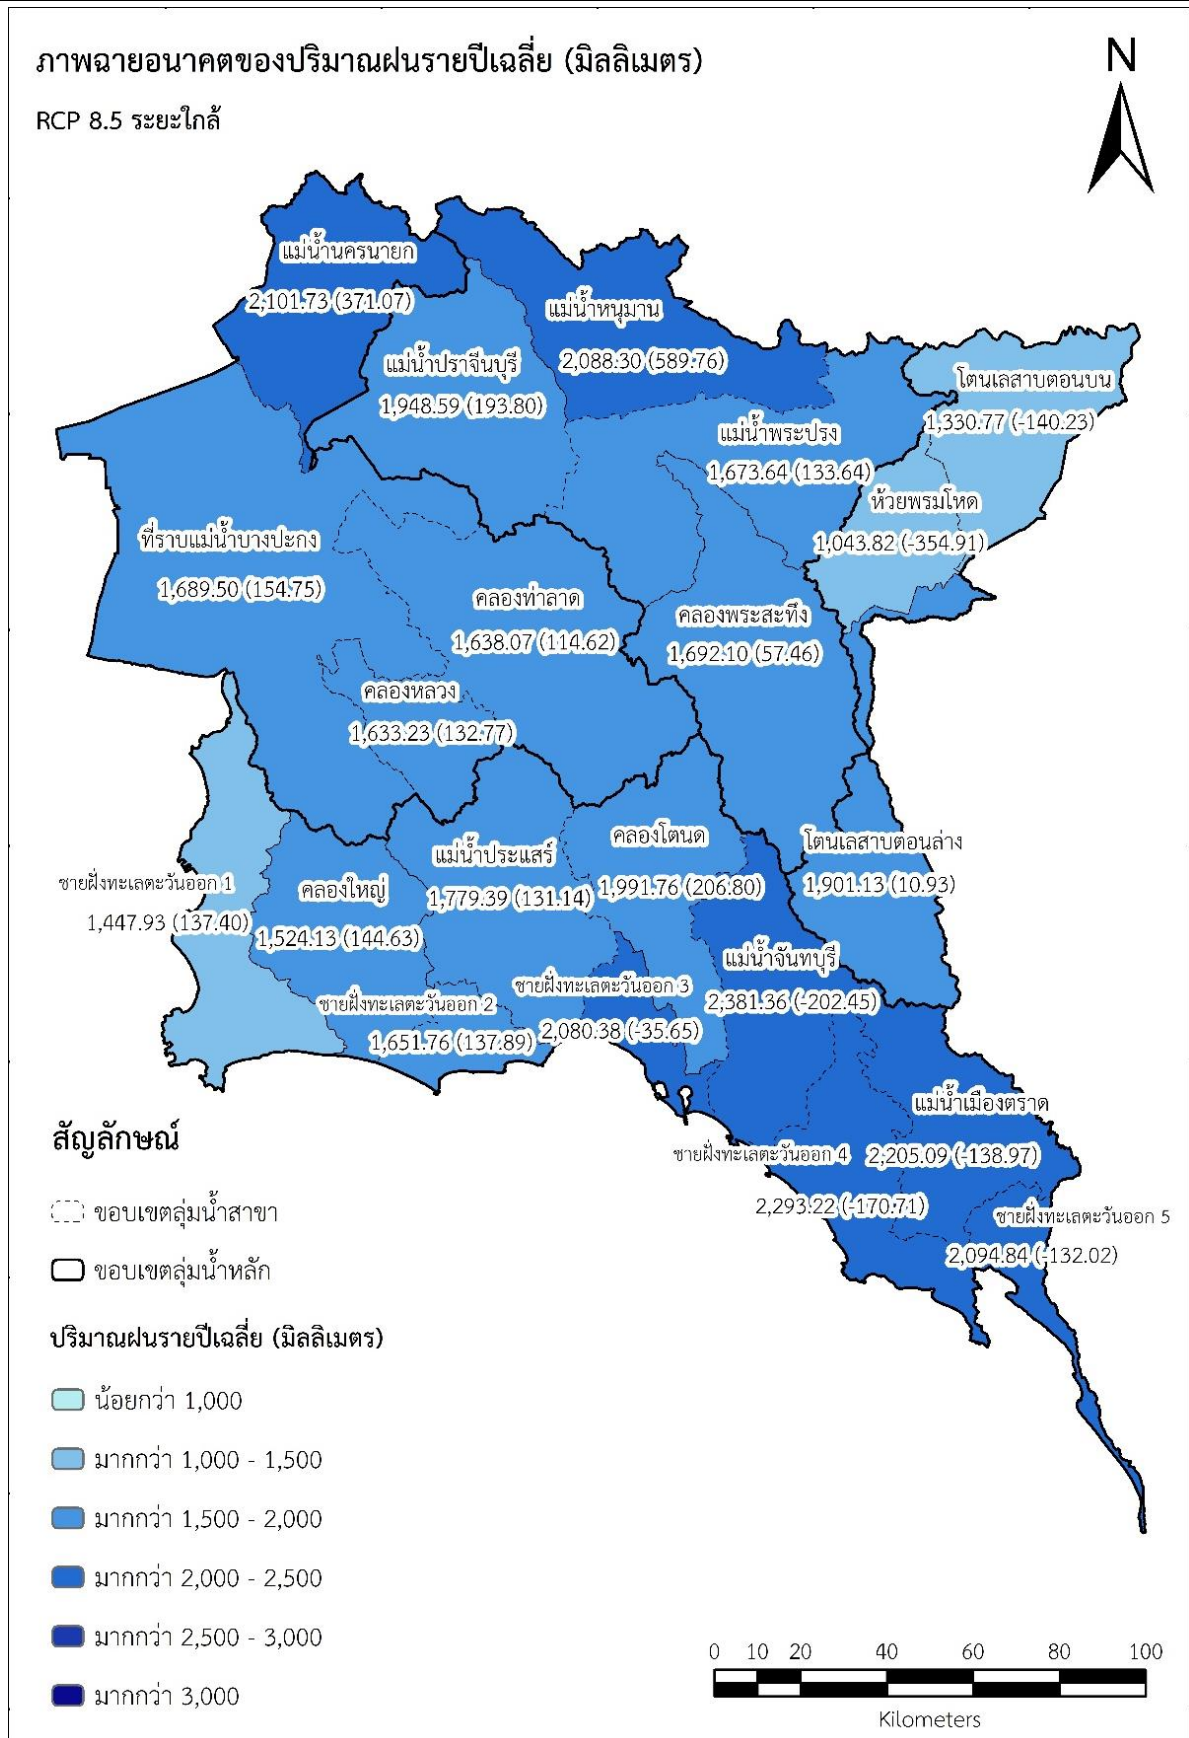 ภาพฉายอนาคตของปริมาณฝนรายปีเฉลี่ย (มิลลิเมตร)
N
RCP 8.5 ระยะใกล้
แม่น้ำนครนายก
2,101.73 (371.07)
แม่น้ำหนุมาน
2,088.30 (589.76)
แม่น้ำปราจีนบุรี
1,948.59 (193.80)
โตนเลสาบตอนบน
1,330.77 (-140.23)
แม่น้ำพระปรง
1,673.64 (133.64)
ห้วยพรมโหด
1,043.82 (-354.91)
ที่ราบแม่น้ำบางปะกง
1,689.50 (154.75)
คลองท่าลาด
1,638.07 (114.62)
คลองพระสะทึง
1,692.10 (57.46)
คลองหลวง
1,633.23 (132.77)
คลองโตนด
1,991.76 (206.80)
โตนเลสาบตอนล่าง
1,901.13 (10.93)
แม่น้ำประแสร์
1,779.39 (131.14)
ชายฝั่งทะเลตะวันออก 1
1,447.93 (137.40)
คลองใหญ่
1,524.13 (144.63)
แม่น้ำจันทบุรี
2,381.36 (-202.45)
ชายฝั่งทะเลตะวันออก 3
2,080.38 (-35.65)
ชายฝั่งทะเลตะวันออก 2
1,651.76 (137.89)
แม่น้ำเมืองตราด
2,205.09 (-138.97)
ชายฝั่งทะเลตะวันออก 4
2,293.22 (-170.71)
ชายฝั่งทะเลตะวันออก 5
2,094.84 (-132.02)
สัญลักษณ์
ขอบเขตลุ่มน้ำสาขา
ขอบเขตลุ่มน้ำหลัก
ปริมาณฝนรายปีเฉลี่ย (มิลลิเมตร)
น้อยกว่า 1,000
มากกว่า 1,000 - 1,500
มากกว่า 1,500 - 2,000
มากกว่า 2,000 - 2,500
มากกว่า 2,500 - 3,000
มากกว่า 3,000
0 10 20 40 60 80 100
Kilometers